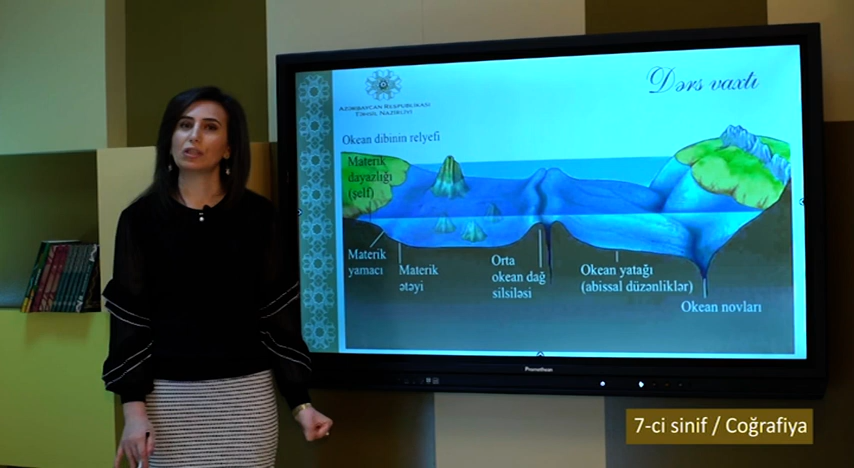 Dərs vaxtı
AZƏRBAYCAN RESPUBLİKASI
TƏHSİL NAZİRLİYİ
Okean dibinin relyefi
Materik
dayazlığı
(şelf)
Materik
yamacı
Materik
ətəyi
Orta
okean dağ
silsiləsi
Okean yatağı
(abissal düzənliklər)
Okean novları
Promethean
7-ci sinif / Coğrafiya